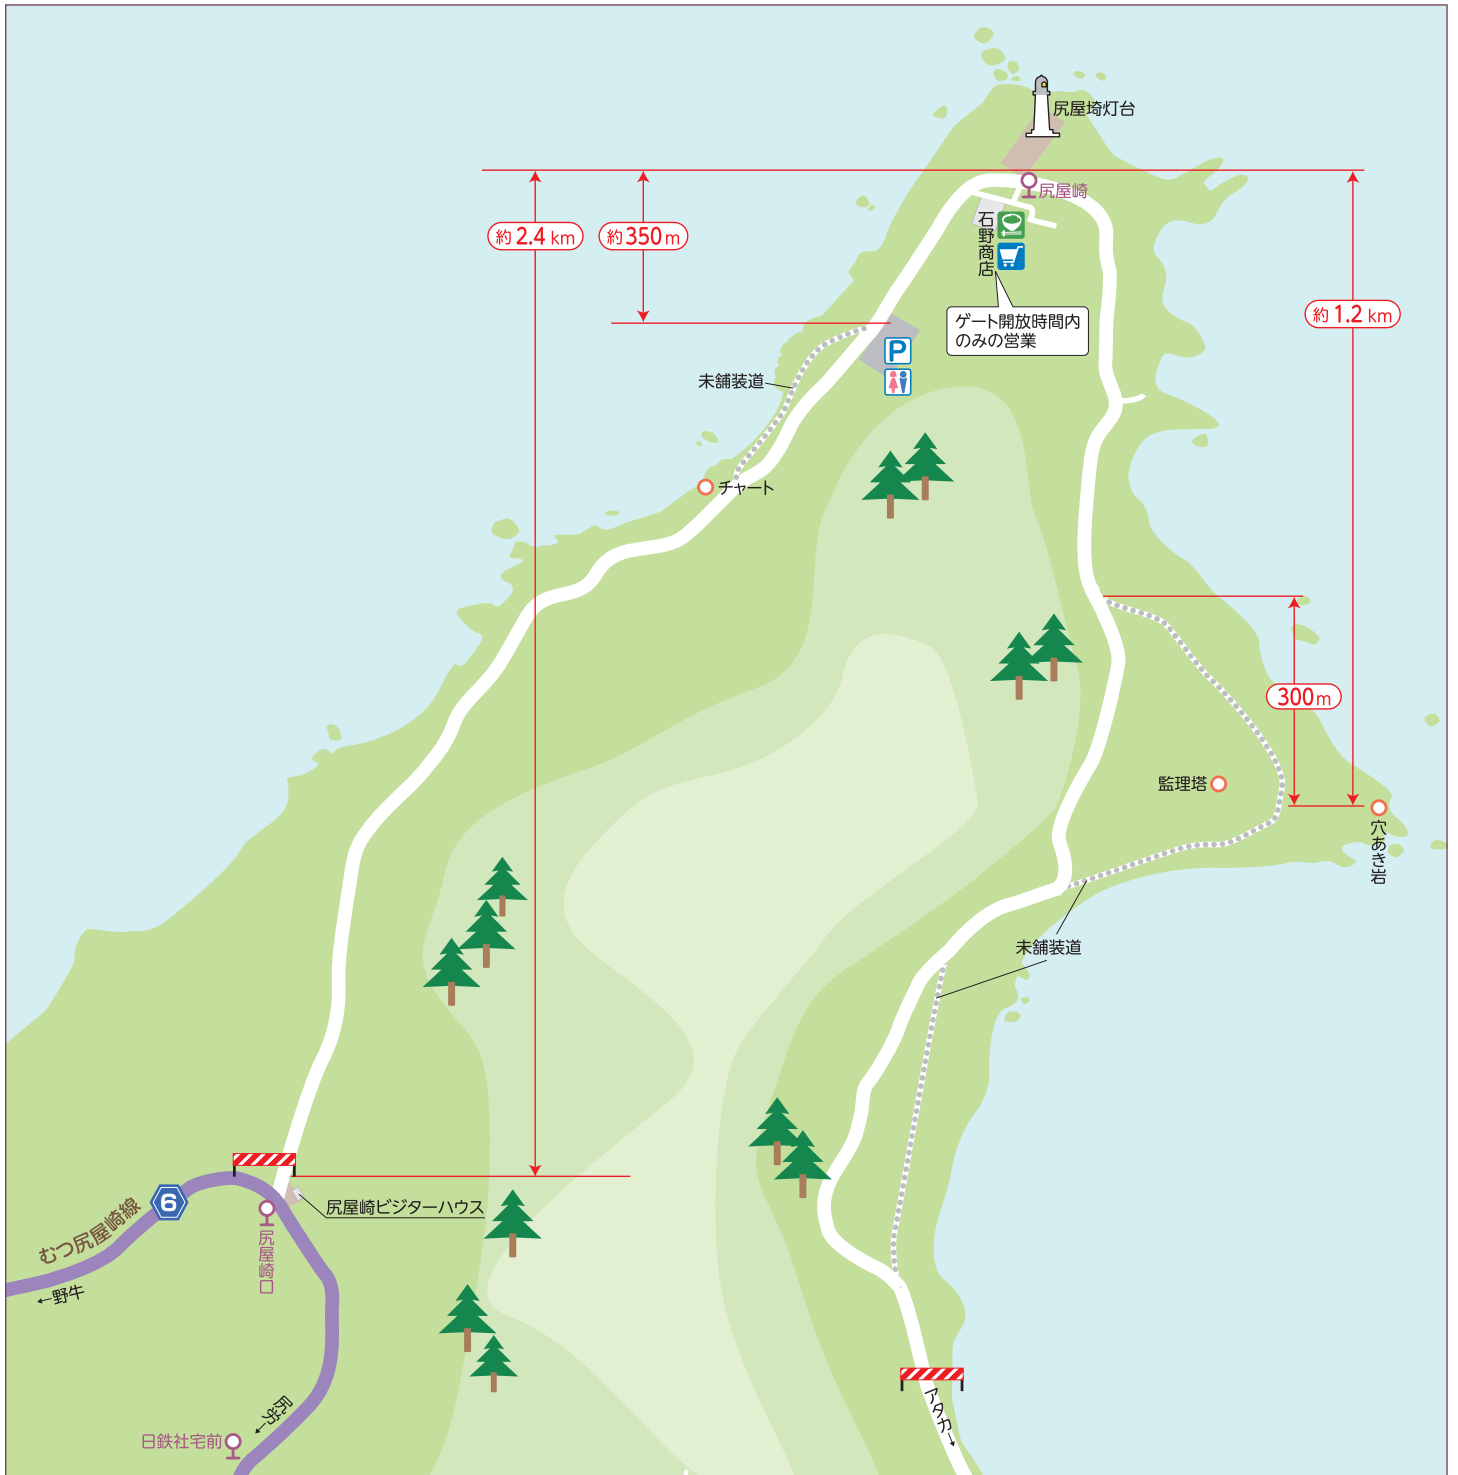 尻屋埼灯台
尻屋崎
石野商店
ゲート開放時間内
のみの営業
約2.4km
約350m
約1.2km
P
未舗装道
チャート
300m
監理塔
穴あき岩
未舗装道
尻屋崎ビジターハウス
6
むつ尻屋崎線
尻屋崎口
←野牛
尻労
日鉄社宅前
アタカ→